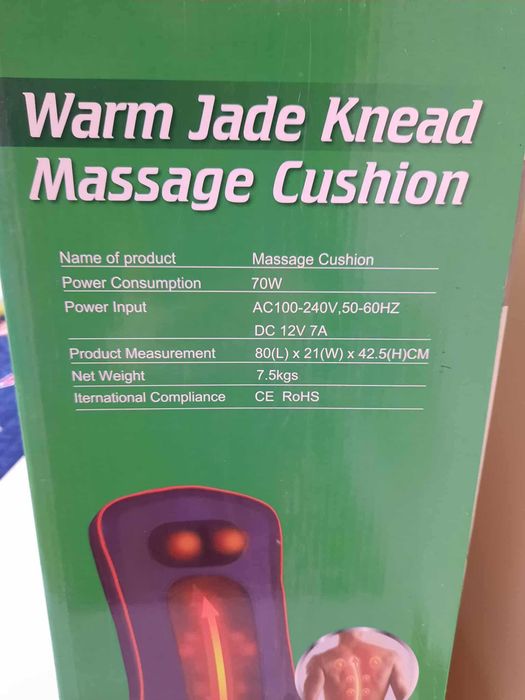 Warm Jade Knead
Massage Cushion
Name of product Massage Cushion
Power Consumption 70W
Power Input AC100-240V,50-60HZ
DC 12V 7A
Product Measurement 80(L) x 21(W) x 42.5(H)CM
Net Weight 7.5kgs
Iternational Compliance CE RoHS